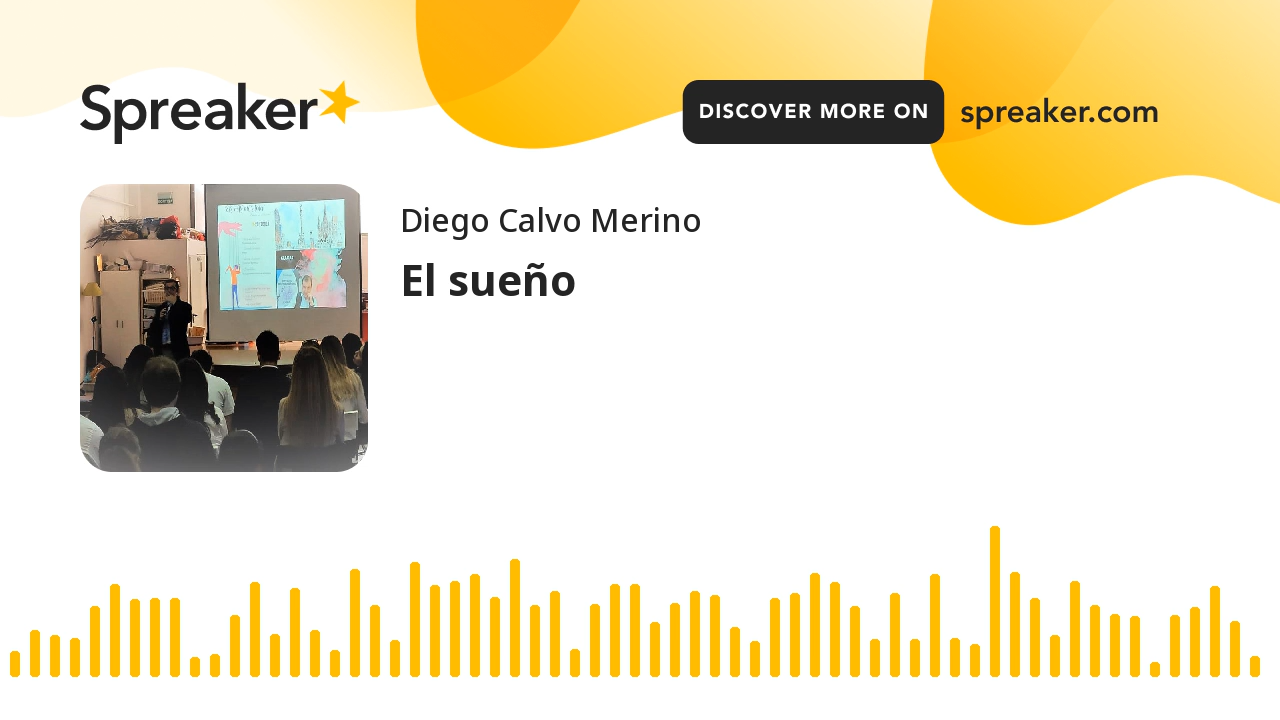 Spreaker
DISCOVER MORE ON
spreaker.com
Diego Calvo Merino
El sueño